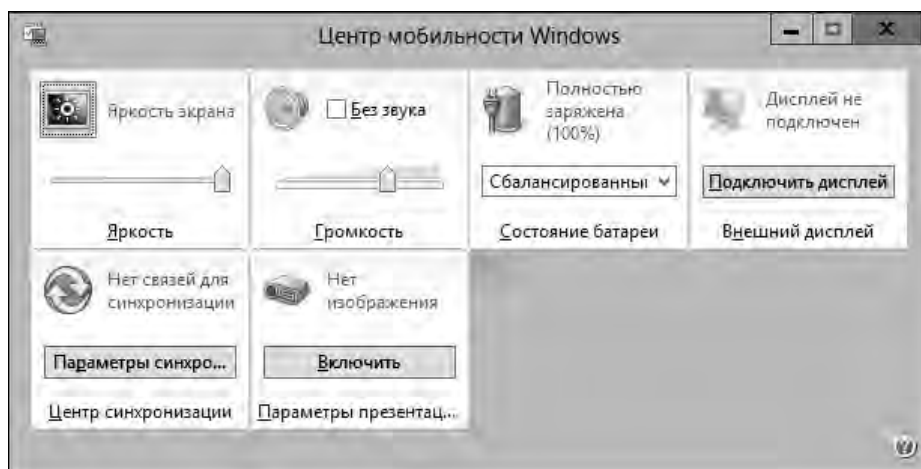 Центр мобильности Windows
Яркость экрана
Яркость
Без звука
Громкость
Полностью
заряжена
(100%)
Сбалансированны
Состояние батареи
Дисплей не
подключен
Подключить дисплей
Внешний дисплей
Нет связей для
синхронизации
Параметры синхро...
Центр синхронизации
Нет
изображения
Включить
Параметры презентац...